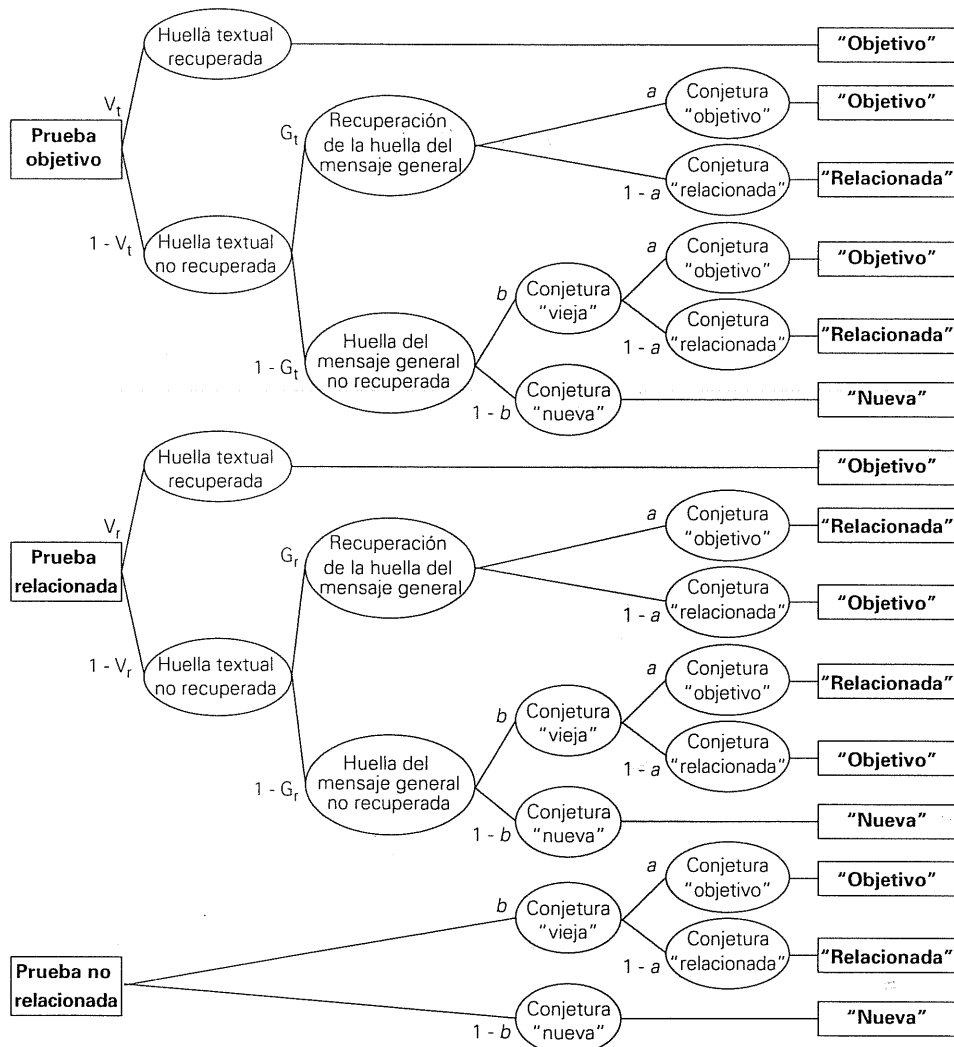 Huella textual
recuperada
"Objetivo"
V_t
Prueba
objetivo
G_t
Recuperación
de la huella del
mensaje general
a
Conjetura
"objetivo"
"Objetivo"
1 - a
Conjetura
"relacionada"
"Relacionada"
1 - V_t
Huella textual
no recuperada
a
Conjetura
"objetivo"
"Objetivo"
b
Conjetura
"vieja"
1 - a
Conjetura
"relacionada"
"Relacionada"
1 - G_t
Huella del
mensaje general
no recuperada
1 - b
Conjetura
"nueva"
"Nueva"
Huella textual
recuperada
"Objetivo"
V_r
Prueba
relacionada
G_r
Recuperación
de la huella del
mensaje general
a
Conjetura
"objetivo"
"Relacionada"
1 - a
Conjetura
"relacionada"
"Objetivo"
1 - V_r
Huella textual
no recuperada
a
Conjetura
"objetivo"
"Relacionada"
b
Conjetura
"vieja"
1 - a
Conjetura
"relacionada"
"Objetivo"
1 - G_r
Huella del
mensaje general
no recuperada
1 - b
Conjetura
"nueva"
"Nueva"
a
Conjetura
"objetivo"
"Objetivo"
b
Conjetura
"vieja"
1 - a
Conjetura
"relacionada"
"Relacionada"
Prueba no
relacionada
1 - b
Conjetura
"nueva"
"Nueva"